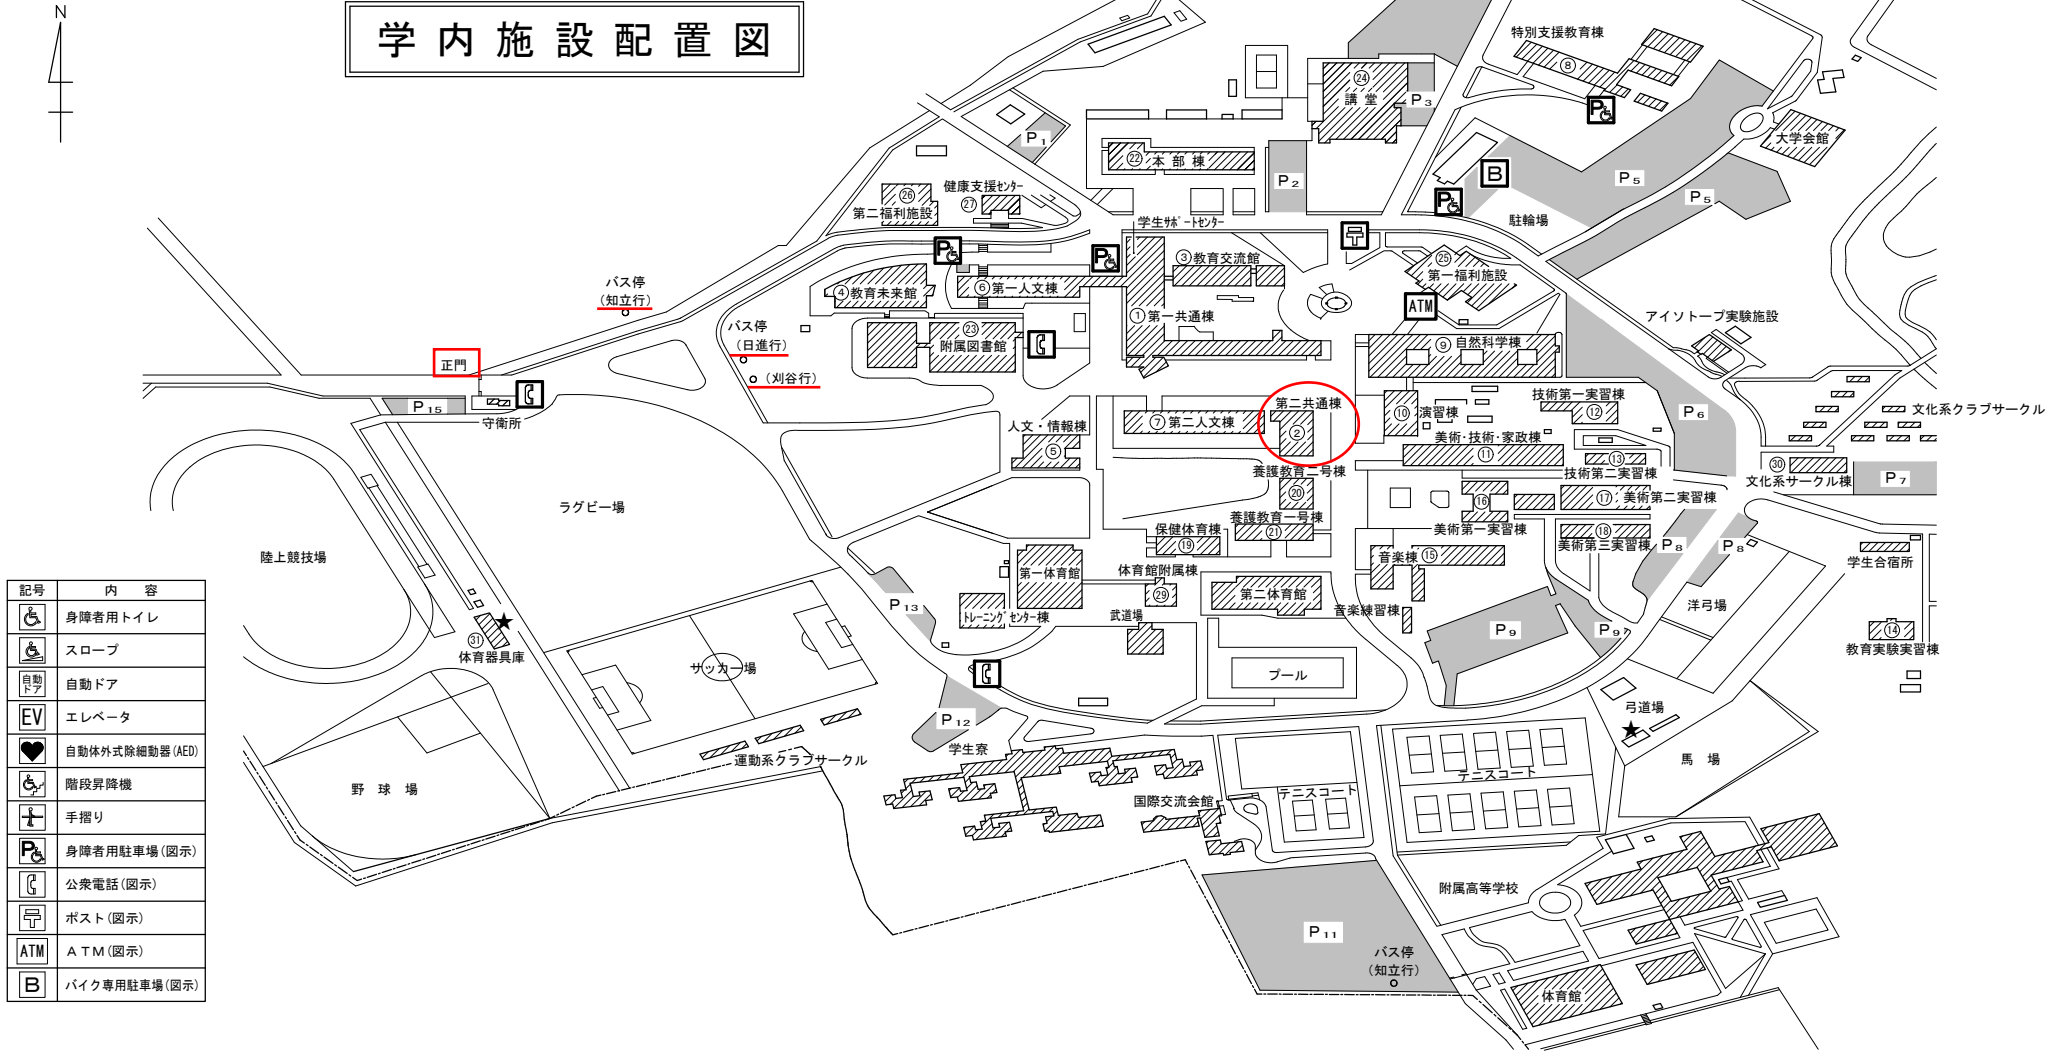 N
学内施設配置図
特別支援教育棟
⑧
㉔
講堂
P3
P1
大学会館
㉒ 本部棟
B
P2
P5
P5
健康支援センター
㉖
㉗
第二福利施設
学生サポートセンター
駐輪場
③教育交流館
㉕
第一福利施設
バス停
(知立行)
④教育未来館
⑥第一人文棟
ATM
①第一共通棟
アイソトープ実験施設
バス停
(日進行)
㉓
附属図書館
⑨自然科学棟
正門
(刈谷行)
P15
守衛所
第二共通棟
⑩演習棟
技術第一実習棟
⑫
P6
文化系クラブサークル
人文・情報棟
⑦第二人文棟
②
美術・技術・家政棟
⑤
⑪
⑬
技術第二実習棟
㉚
文化系サークル棟
P7
養護教育二号棟
⑳
⑯
⑰美術第二実習棟
ラグビー場
養護教育一号棟
保健体育棟
㉑
美術第一実習棟
⑱
⑲
美術第三実習棟
P8
P8
陸上競技場
音楽棟⑮
学生合宿所
第一体育館
体育館附属棟
㉙
第二体育館
P13
トレーニングセンター棟
武道場
音楽練習棟
洋弓場
P9
P9
⑭
教育実験実習棟
★
㉛
体育器具庫
サッカー場
プール
P12
弓道場
★
学生寮
運動系クラブサークル
馬場
テニスコート
野球場
国際交流会館
テニスコート
附属高等学校
P11
バス停
(知立行)
体育館
記号 内容
身障者用トイレ
スロープ
自動ドア 自動ドア
EV エレベータ
自動体外式除細動器(AED)
階段昇降機
手摺り
P 身障者用駐車場(図示)
公衆電話(図示)
ポスト(図示)
ATM ATM(図示)
B バイク専用駐車場(図示)